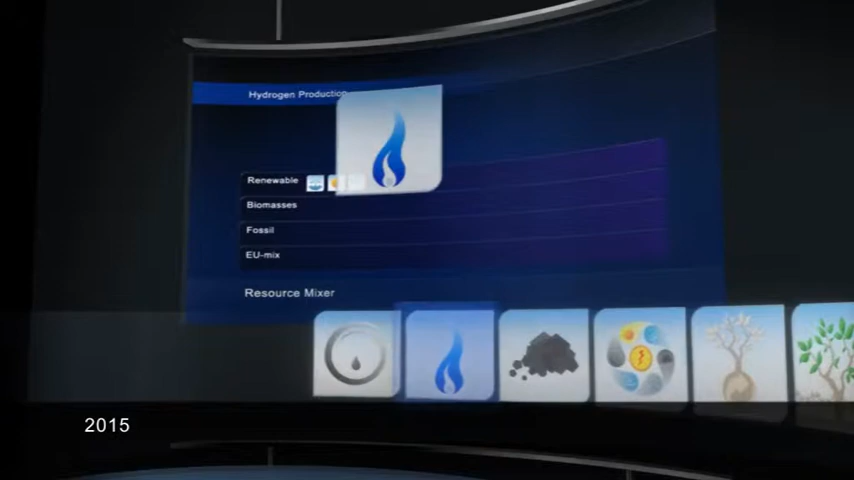 Hydrogen Production
Renewable
Biomasses
Fossil
EU-mix
Resource Mixer
2015